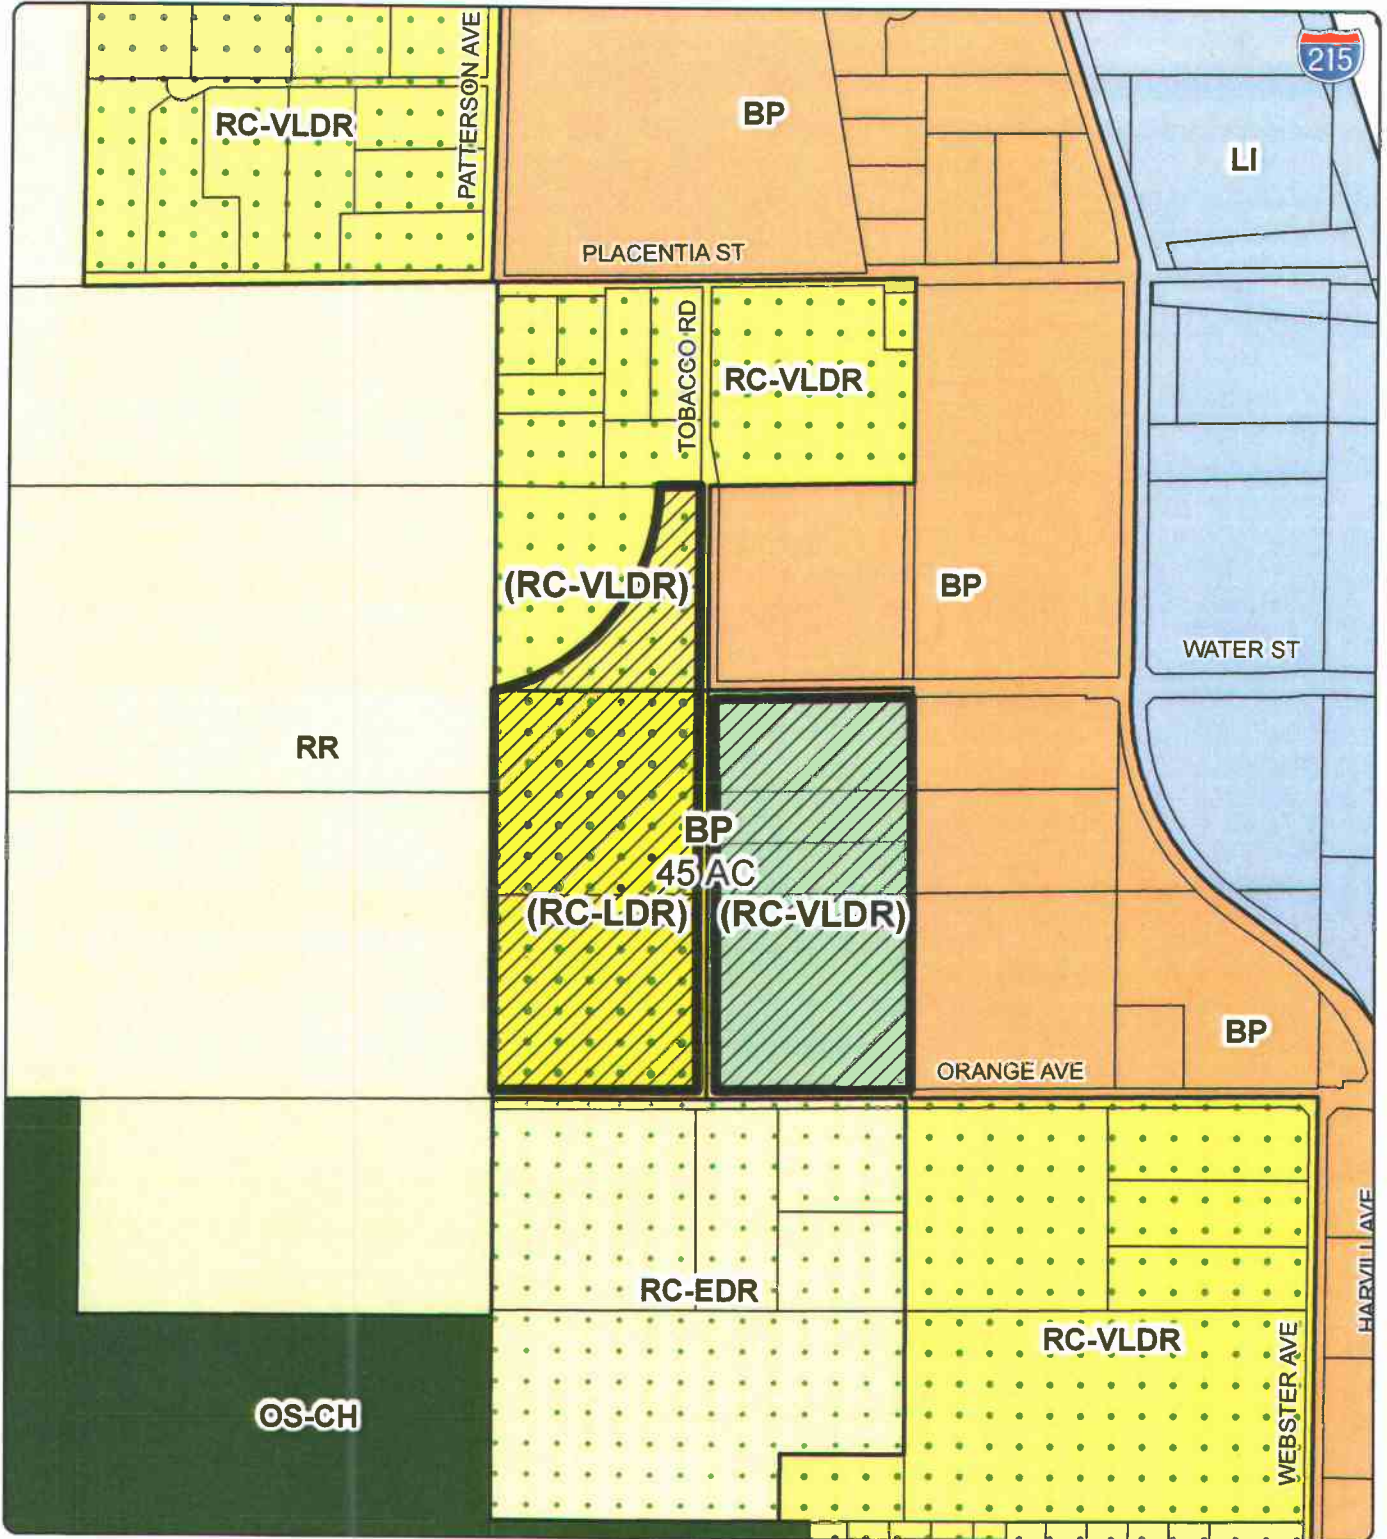 215
PATTERSON AVE
RC-VLDR
BP
LI
PLACENTIA ST
TOBACCO RD
RC-VLDR
(RC-VLDR)
BP
WATER ST
RR
BP
45 AC
(RC-LDR)
(RC-VLDR)
BP
ORANGE AVE
RC-EDR
RC-VLDR
HARVILL AVE
WEBSTER AVE
OS-CH